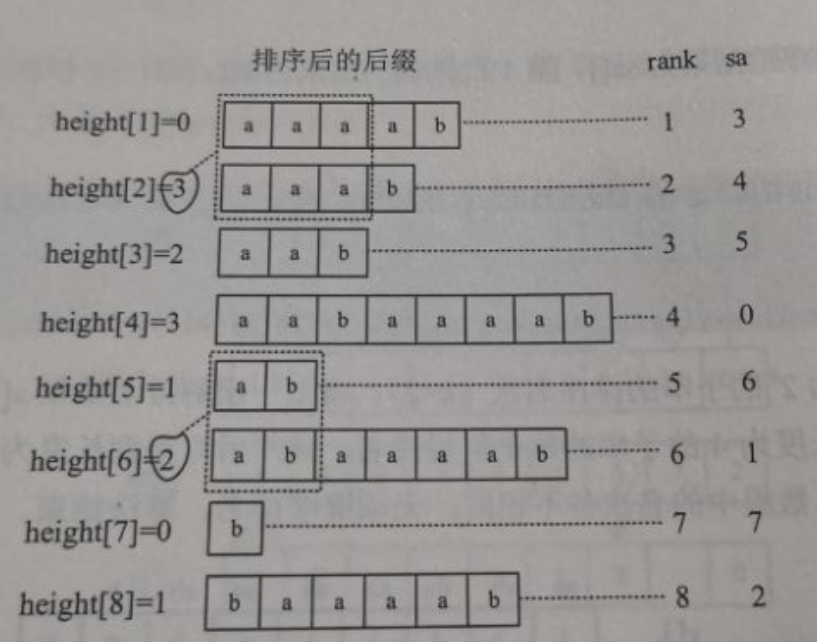 排序后的后缀 rank sa
height[1]=0 a a a a b 1 3
height[2]=3 a a a b 2 4
height[3]=2 a a b 3 5
height[4]=3 a a b a a a a b 4 0
height[5]=1 a b 5 6
height[6]=2 a b a a a a b 6 1
height[7]=0 b 7 7
height[8]=1 b a a a a b 8 2